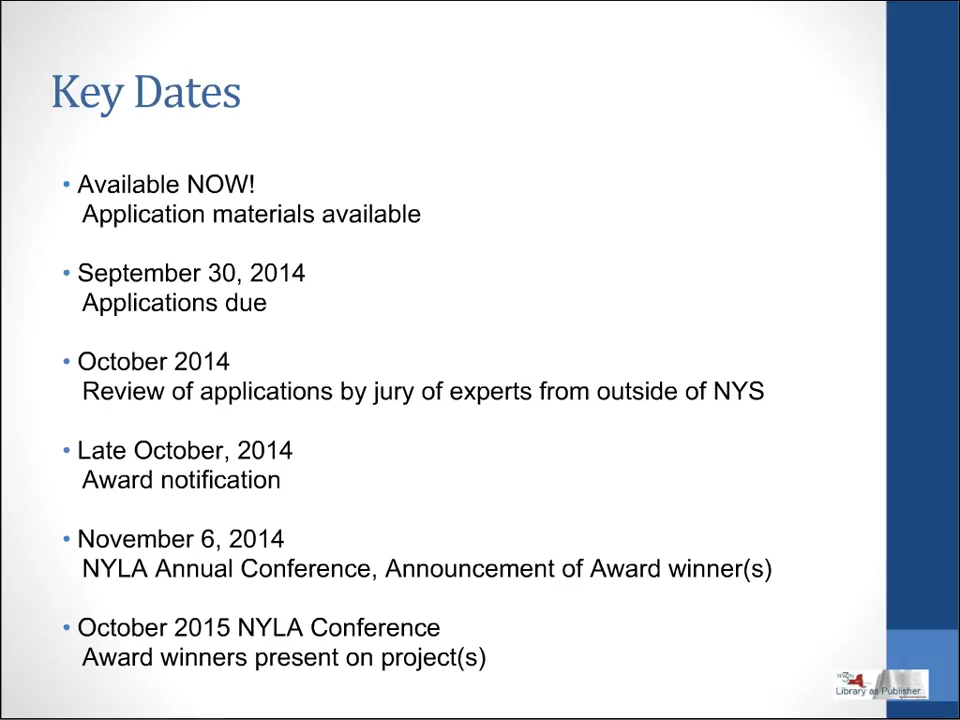 Key Dates
• Available NOW!
Application materials available
• September 30, 2014
Applications due
• October 2014
Review of applications by jury of experts from outside of NYS
• Late October, 2014
Award notification
• November 6, 2014
NYLA Annual Conference, Announcement of Award winner(s)
• October 2015 NYLA Conference
Award winners present on project(s)
Library as Publisher